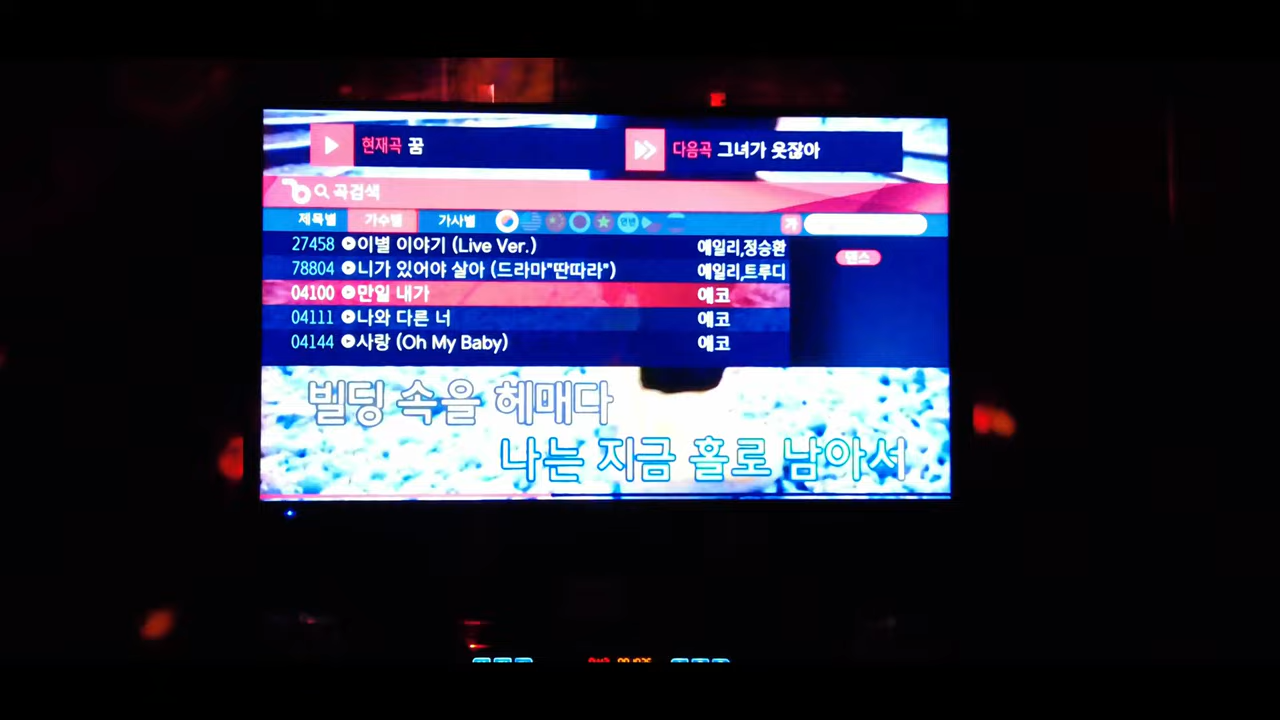 현재곡 꿈
다음곡 그녀가 웃잖아
곡검색
제목별 가수별 가사별
가
27458 이별 이야기 (Live Ver.) 에일리,정승환
78804 니가 있어야 살아 (드라마"딴따라") 에일리,트루디
04100 만일 내가 에코
04111 나와 다른 너 에코
04144 사랑 (Oh My Baby) 에코
댄스
빌딩 속을 헤매다
나는 지금 홀로 남아서